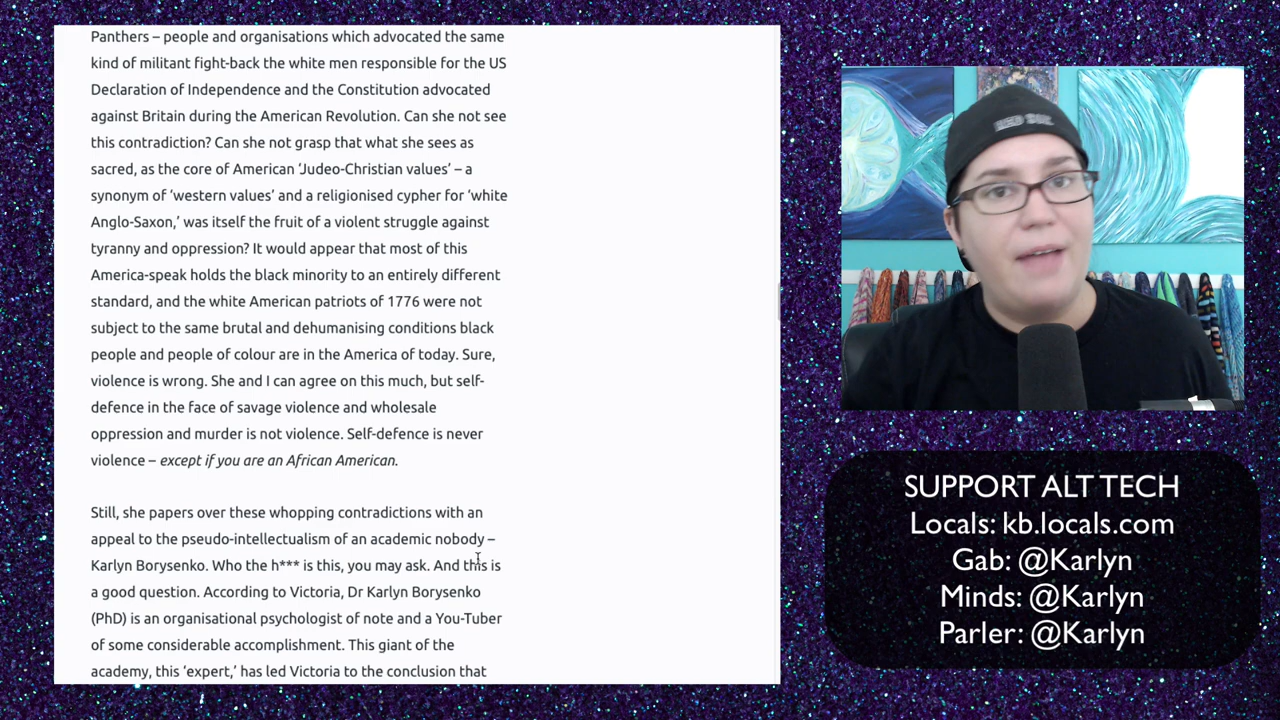 Panthers – people and organisations which advocated the same
kind of militant fight-back the white men responsible for the US
Declaration of Independence and the Constitution advocated
against Britain during the American Revolution. Can she not see
this contradiction? Can she not grasp that what she sees as
sacred, as the core of American ‘Judeo-Christian values’ – a
synonym of ‘western values’ and a religionised cypher for ‘white
Anglo-Saxon,’ was itself the fruit of a violent struggle against
tyranny and oppression? It would appear that most of this
America-speak holds the black minority to an entirely different
standard, and the white American patriots of 1776 were not
subject to the same brutal and dehumanising conditions black
people and people of colour are in the America of today. Sure,
violence is wrong. She and I can agree on this much, but self-
defence in the face of savage violence and wholesale
oppression and murder is not violence. Self-defence is never
violence – except if you are an African American.
Still, she papers over these whopping contradictions with an
appeal to the pseudo-intellectualism of an academic nobody –
Karlyn Borysenko. Who the h*** is this, you may ask. And this is
a good question. According to Victoria, Dr Karlyn Borysenko
(PhD) is an organisational psychologist of note and a You-Tuber
of some considerable accomplishment. This giant of the
academy, this ‘expert,’ has led Victoria to the conclusion that
SUPPORT ALT TECH
Locals: kb.locals.com
Gab: @Karlyn
Minds: @Karlyn
Parler: @Karlyn